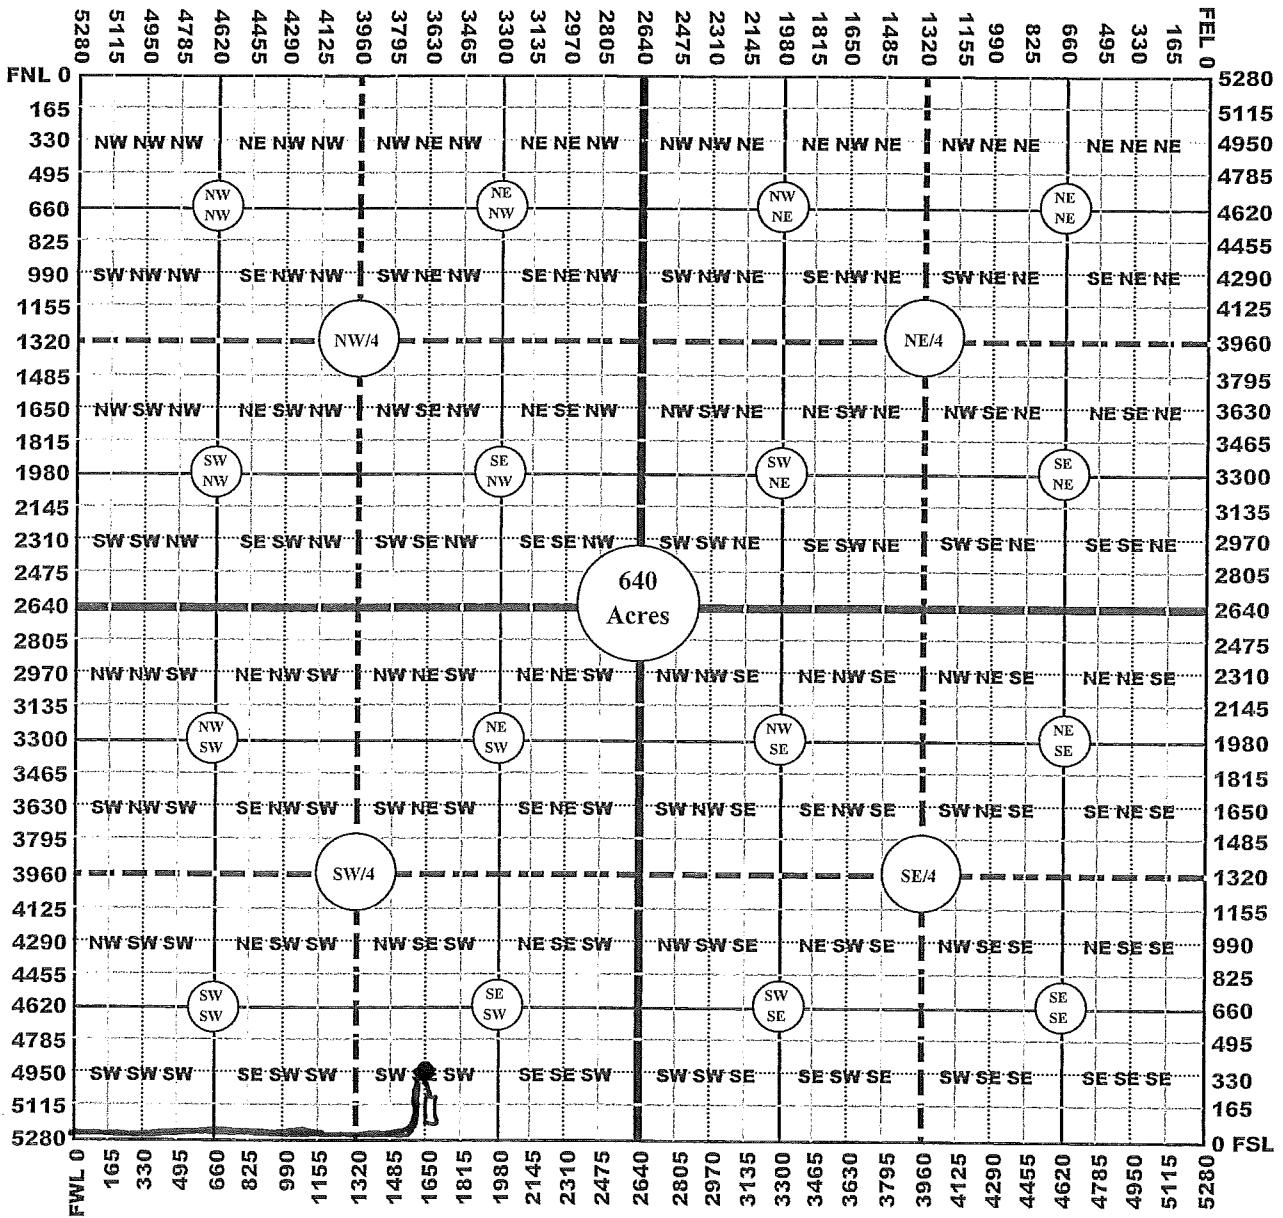 5280 5115 4950 4785 4620 4455 4290 4125 3960 3795 3630 3465 3300 3135 2970 2805 2640 2475 2310 2145 1980 1815 1650 1485 1320 1155 990 825 660 495 330 165 FEL 0
FNL 0 5280
165 5115
330 NW NW NW NE NW NW NW NE NW NE NE NW NW NW NE NE NW NE NW NE NE NE NE NE 4950
495 4785
NW NE NW NE
660 NW NW NE NE 4620
825 4455
990 SW NW NW SE NW NW SW NE NW SE NE NW SW NW NE SE NW NE SW NE NE SE NE NE 4290
1155 4125
1320 NW/4 NE/4 3960
1485 3795
1650 NW SW NW NE SW NW NW SE NW NE SE NW NW SW NE NE SW NE NW SE NE NE SE NE 3630
1815 3465
SW SE SW SE
1980 NW NW NE NE 3300
2145 3135
2310 SW SW NW SE SW NW SW SE NW SE SE NW SW SW NE SE SW NE SW SE NE SE SE NE 2970
2475 640 2805
2640 Acres 2640
2805 2475
2970 NW NW SW NE NW SW NW NE SW NE NE SW NW NW SE NE NW SE NW NE SE NE NE SE 2310
3135 2145
NW NE NW NE
3300 SW SW SE SE 1980
3465 1815
3630 SW NW SW SE NW SW SW NE SW SE NE SW SW NW SE SE NW SE SW NE SE SE NE SE 1650
3795 1485
3960 SW/4 SE/4 1320
4125 1155
4290 NW SW SW NE SW SW NW SE SW NE SE SW NW SW SE NE SW SE NW SE SE NE SE SE 990
4455 825
SW SE SW SE
4620 SW SW SE SE 660
4785 495
4950 SW SW SW SE SW SW SW SE SW SE SE SW SW SW SE SE SW SE SW SE SE SE SE SE 330
5115 165
5280 0 FSL
FWL 0 165 330 495 660 825 990 1155 1320 1485 1650 1815 1980 2145 2310 2475 2640 2805 2970 3135 3300 3465 3630 3795 3960 4125 4290 4455 4620 4785 4950 5115 5280